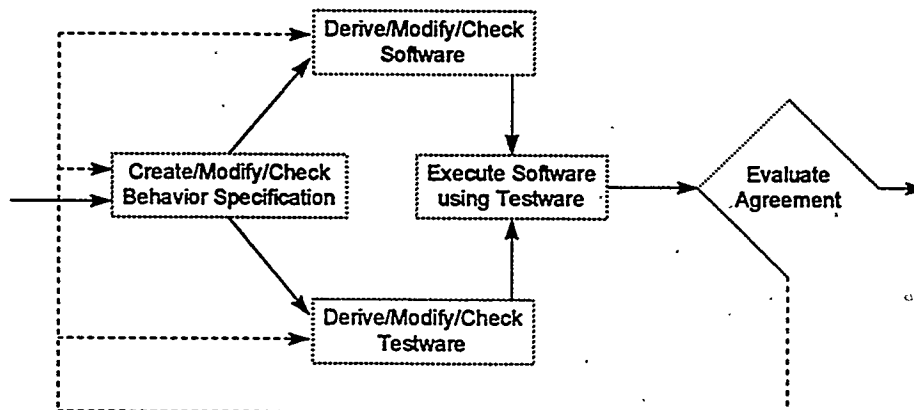 Derive/Modify/Check
Software
Create/Modify/Check
Behavior Specification
Execute Software
using Testware
Evaluate
Agreement
Derive/Modify/Check
Testware